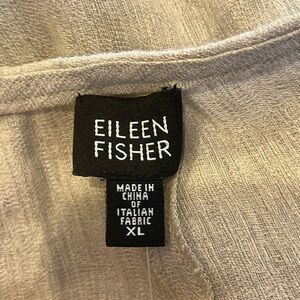 EILEEN
FISHER
MADE IN
CHINA
OF
ITALIAN
FABRIC
XL